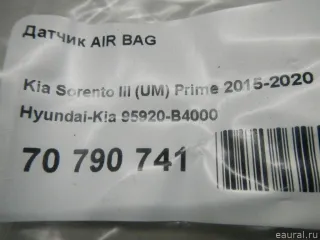 Датчик AIR BAG
Kia Sorento III (UM) Prime 2015-2020
Hyundai-Kia 95920-B4000
70 790 741
eaural.ru